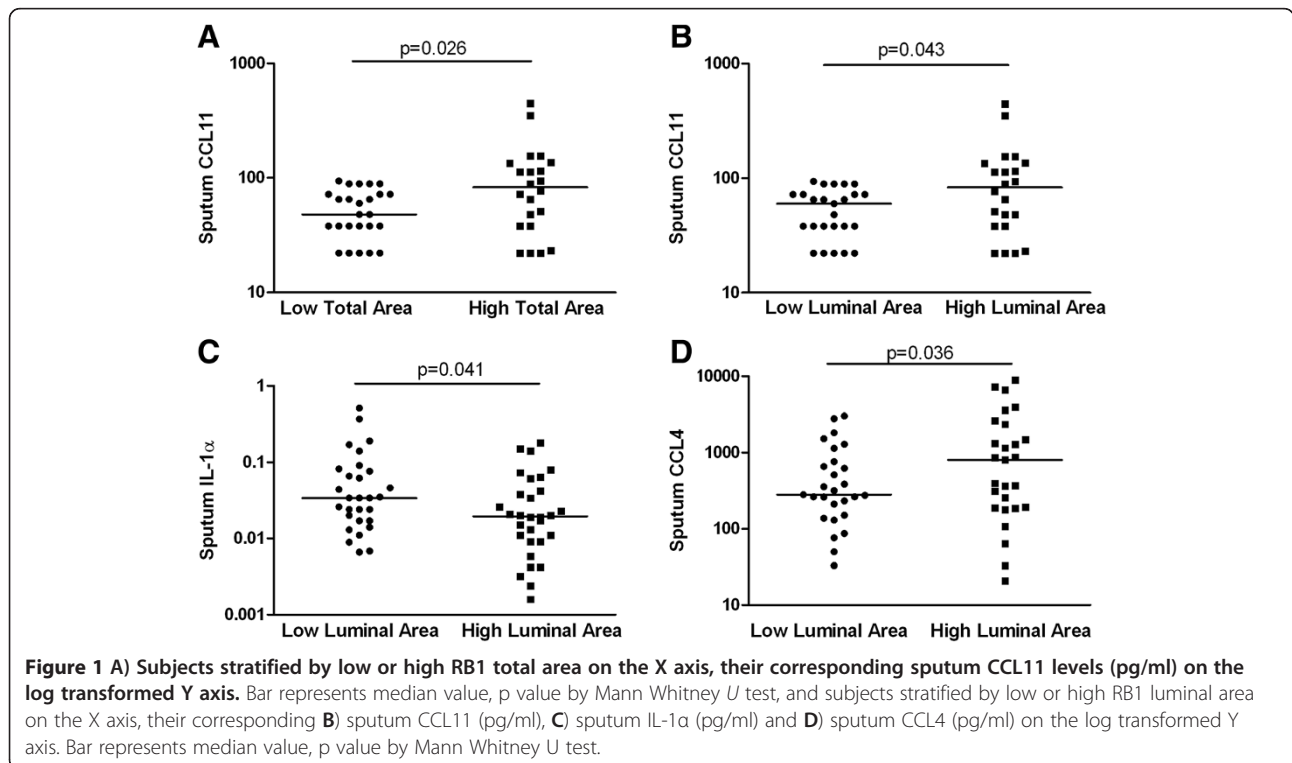 A
p=0.026
1000
100
10
Sputum CCL11
Low Total Area
High Total Area
B
p=0.043
1000
100
10
Sputum CCL11
Low Luminal Area
High Luminal Area
C
p=0.041
1
0.1
0.01
0.001
Sputum IL-1α
Low Luminal Area
High Luminal Area
D
p=0.036
10000
1000
100
10
Sputum CCL4
Low Luminal Area
High Luminal Area
Figure 1 A) Subjects stratified by low or high RB1 total area on the X axis, their corresponding sputum CCL11 levels (pg/ml) on the
log transformed Y axis. Bar represents median value, p value by Mann Whitney U test, and subjects stratified by low or high RB1 luminal area
on the X axis, their corresponding B) sputum CCL11 (pg/ml), C) sputum IL-1α (pg/ml) and D) sputum CCL4 (pg/ml) on the log transformed Y
axis. Bar represents median value, p value by Mann Whitney U test.